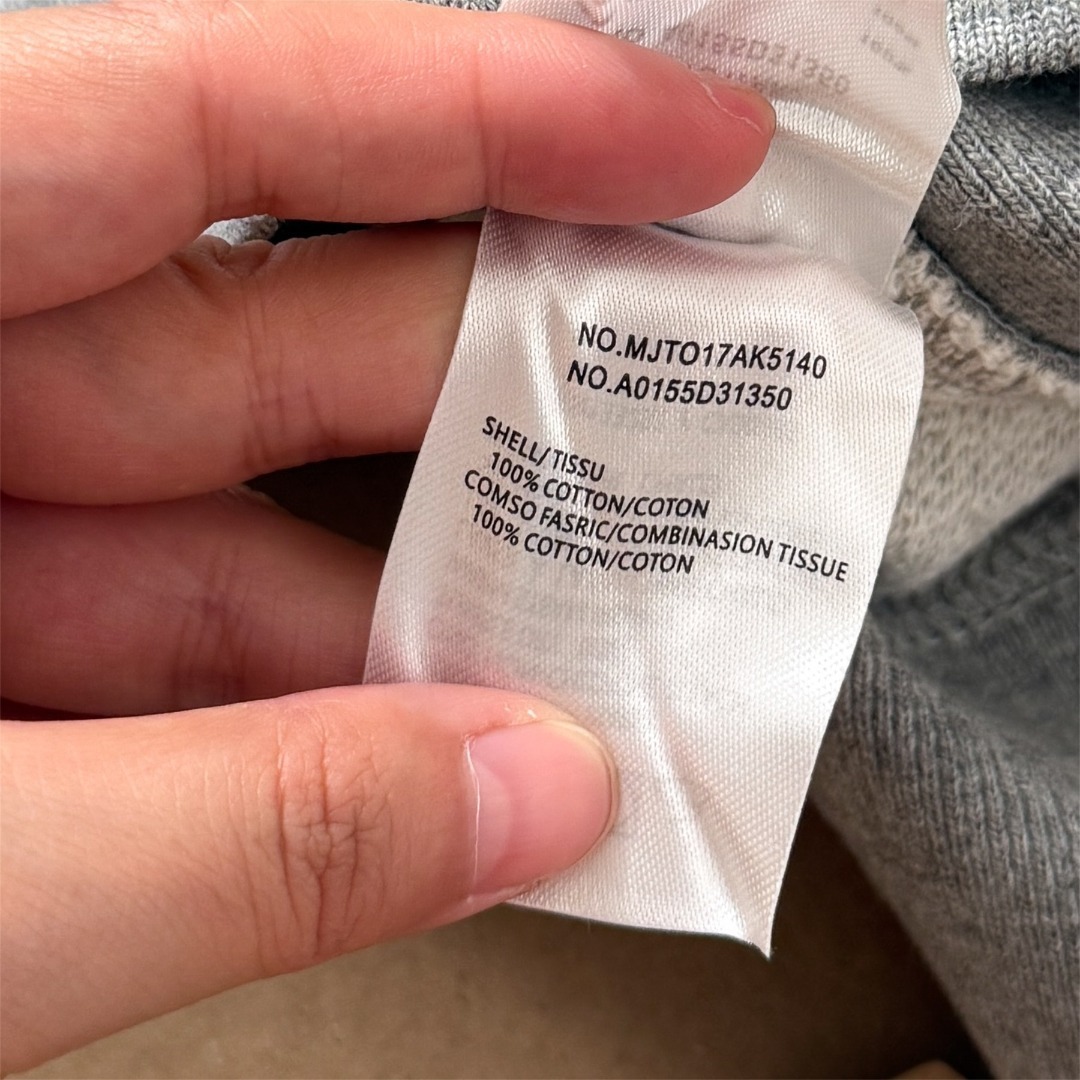 NO.MJTO17AK5140
NO.A0155D31350
SHELL/TISSU
100% COTTON/COTON
COMSO FASRIC/COMBINASION TISSUE
100% COTTON/COTON